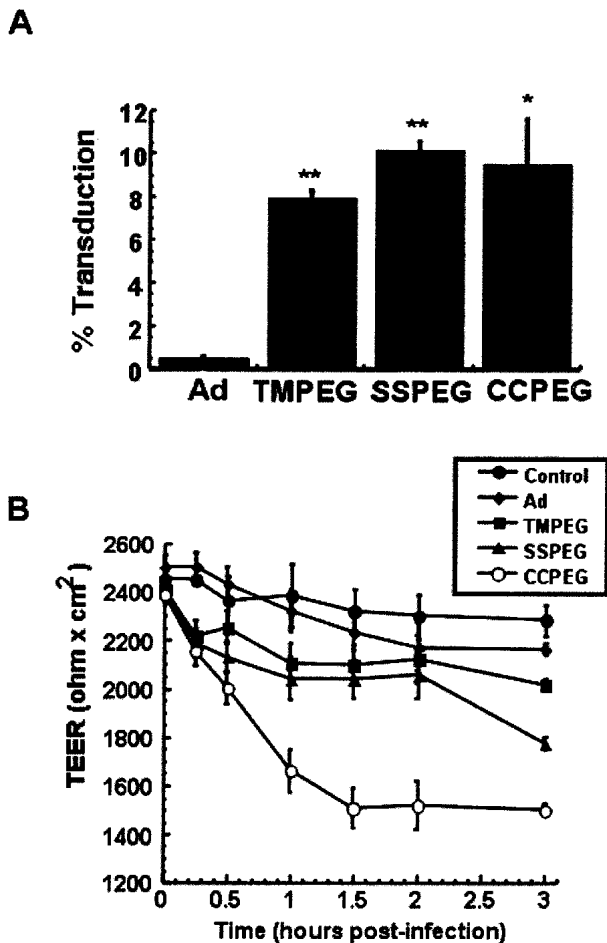 A
% Transduction
12
10
8
6
4
2
0
**
**
*
Ad TMPEG SSPEG CCPEG
B
Control
Ad
TMPEG
SSPEG
CCPEG
TEER (ohm x cm2)
2600
2400
2200
2000
1800
1600
1400
1200
0 0.5 1 1.5 2 2.5 3
Time (hours post-infection)